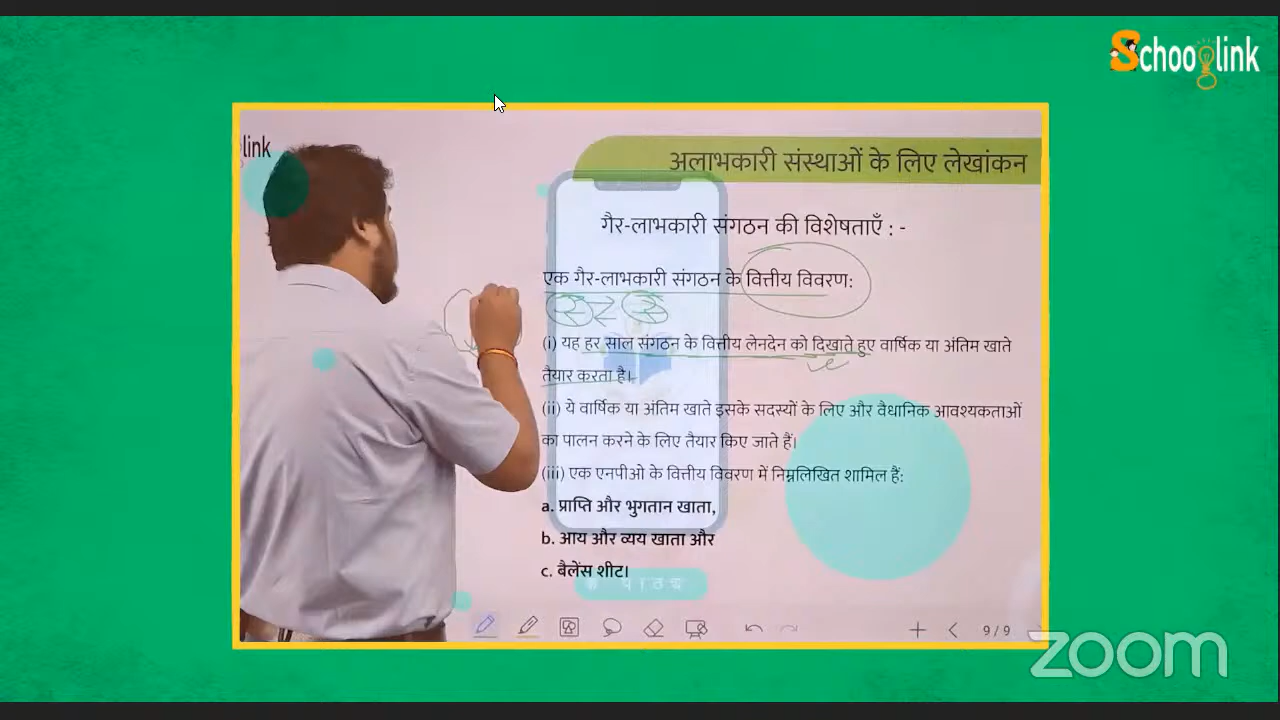 Schooglink
link
अलाभकारी संस्थाओं के लिए लेखांकन
गैर-लाभकारी संगठन की विशेषताएँ : -
एक गैर-लाभकारी संगठन के वित्तीय विवरण:
(i) यह हर साल संगठन के वित्तीय लेनदेन को दिखाते हुए वार्षिक या अंतिम खाते
तैयार करता है।
(ii) ये वार्षिक या अंतिम खाते इसके सदस्यों के लिए और वैधानिक आवश्यकताओं
का पालन करने के लिए तैयार किए जाते हैं।
(iii) एक एनपीओ के वित्तीय विवरण में निम्नलिखित शामिल हैं:
a. प्राप्ति और भुगतान खाता,
b. आय और व्यय खाता और
c. बैलेंस शीट।
9/9
zoom